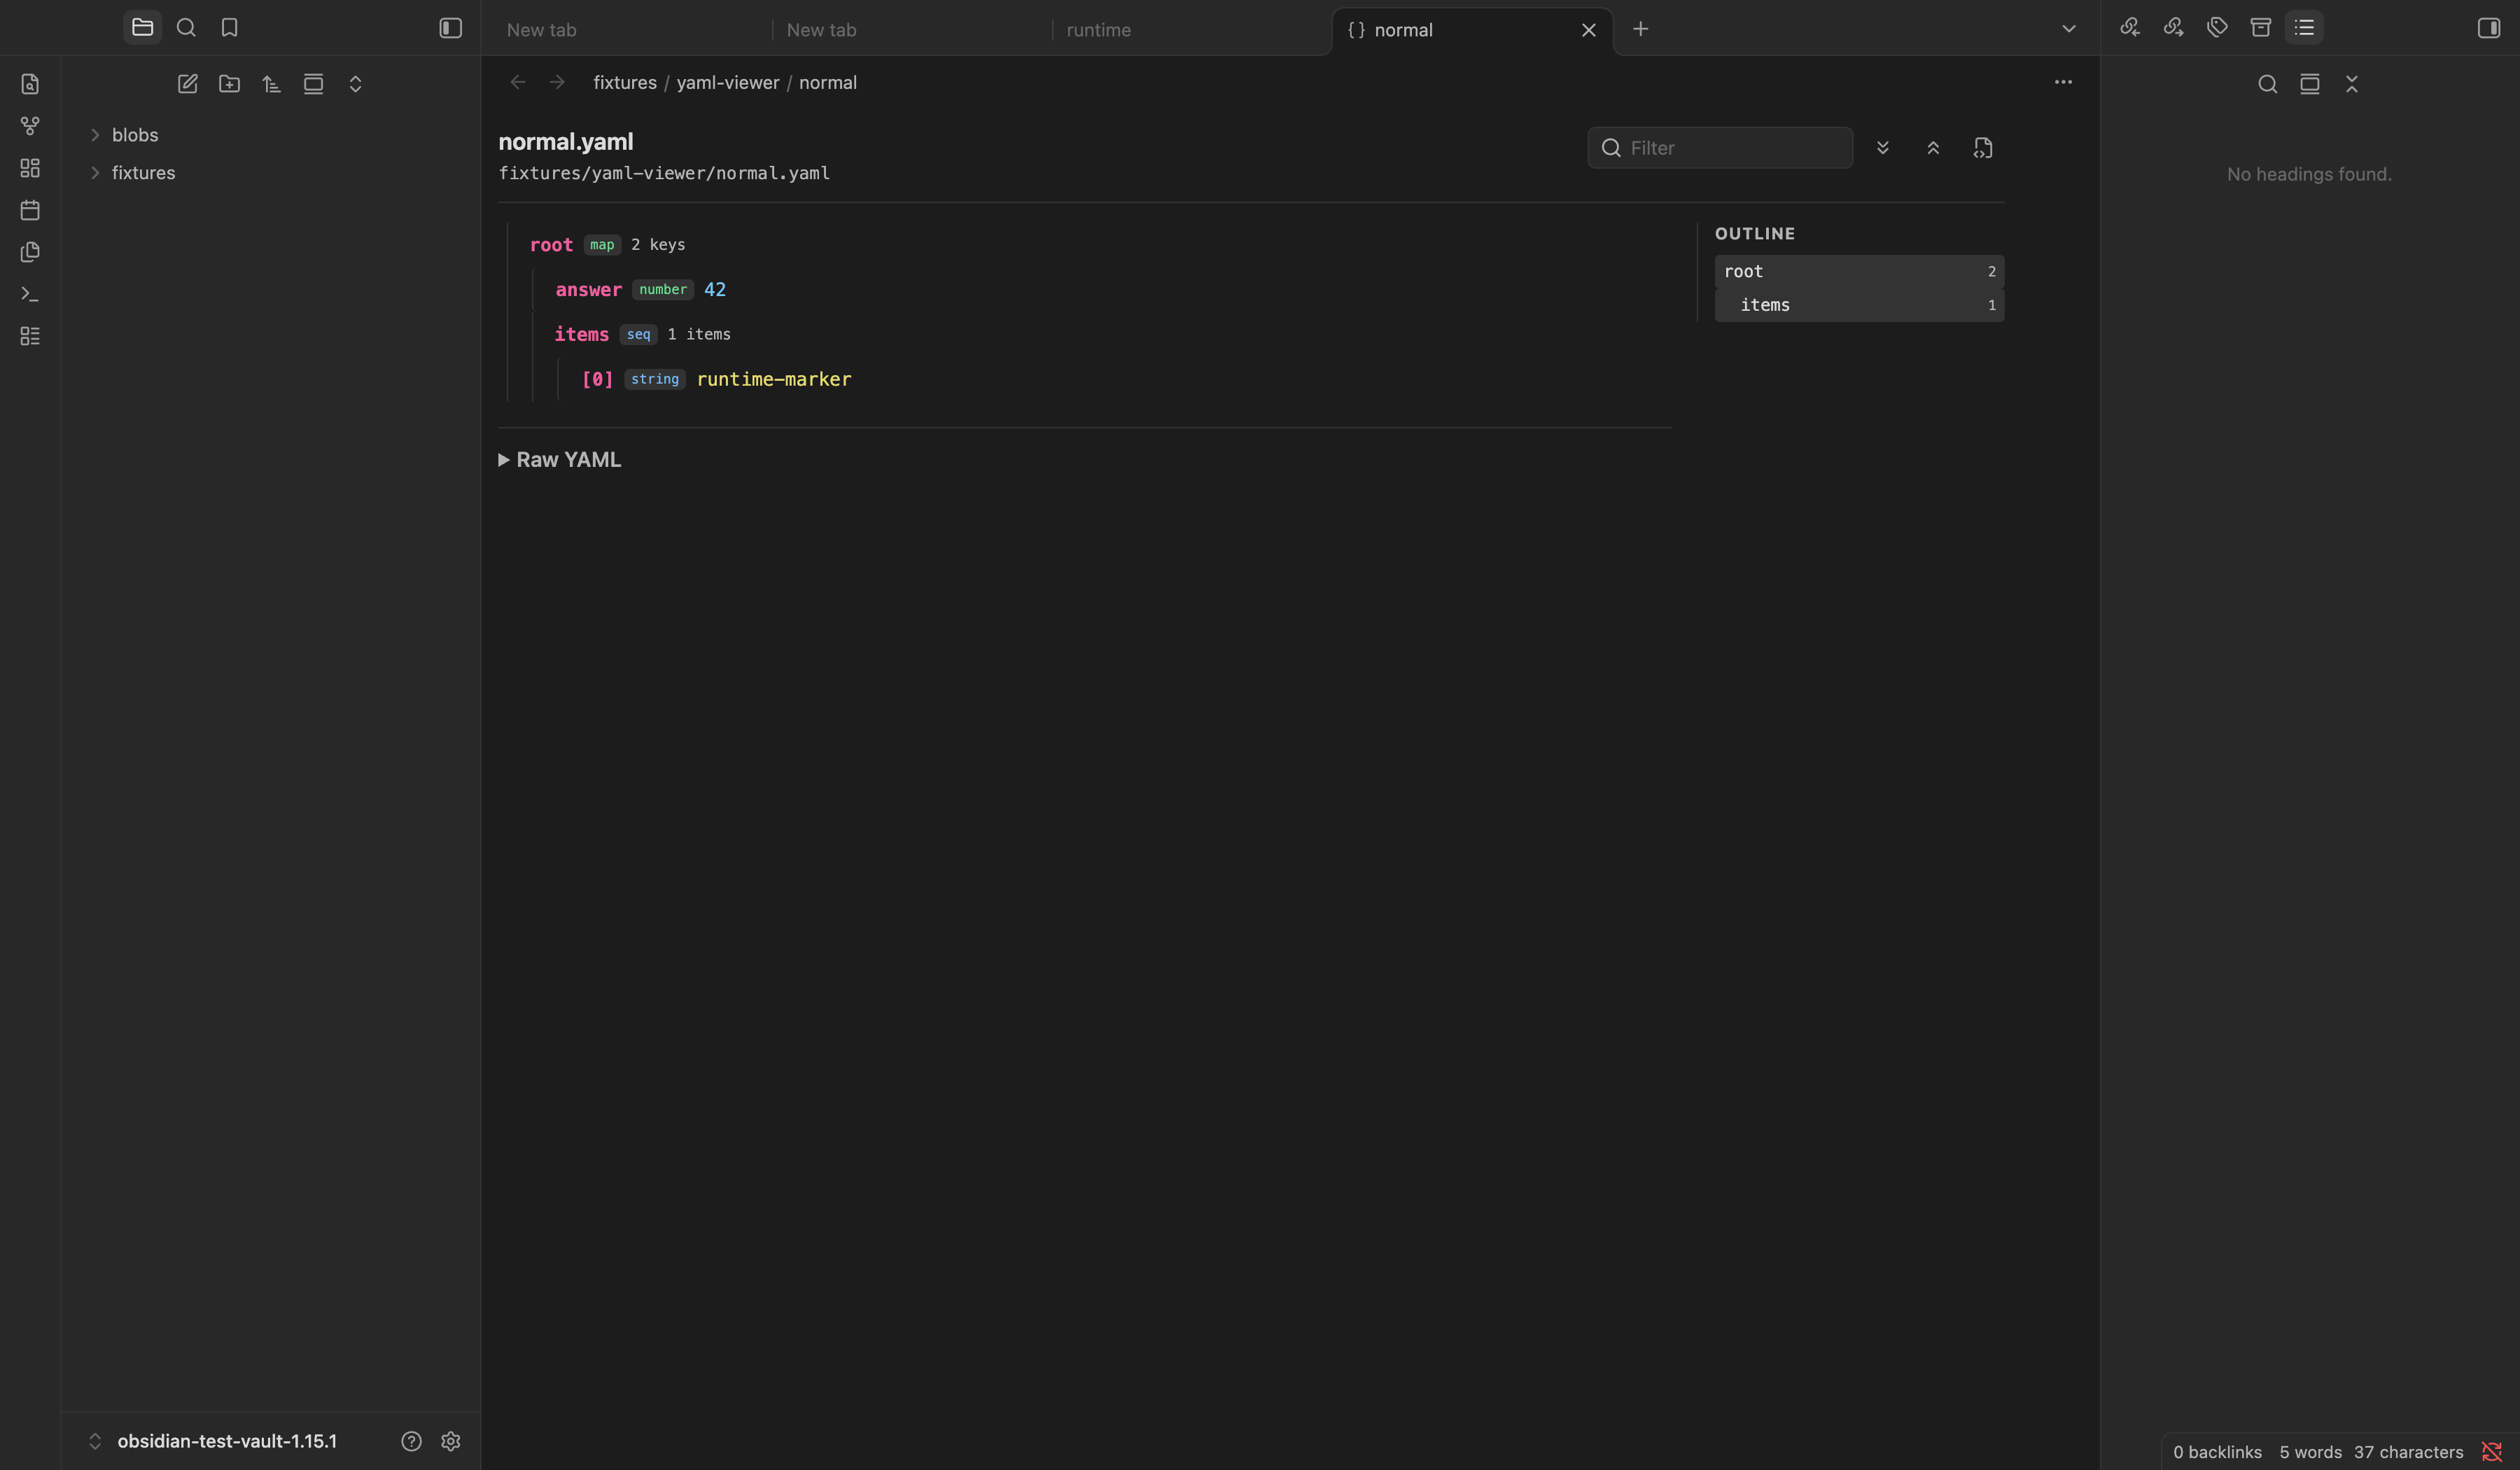 New tab
New tab
runtime
{} normal
fixtures / yaml-viewer / normal
blobs
fixtures
normal.yaml
fixtures/yaml-viewer/normal.yaml
Filter
root map 2 keys
answer number 42
items seq 1 items
[0] string runtime-marker
Raw YAML
OUTLINE
root 2
items 1
No headings found.
obsidian-test-vault-1.15.1
0 backlinks 5 words 37 characters